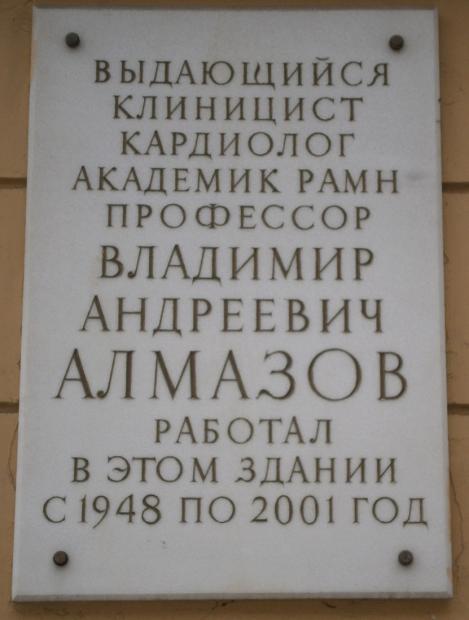 ВЫДАЮЩИЙСЯ
КЛИНИЦИСТ
КАРДИОЛОГ
АКАДЕМИК РАМН
ПРОФЕССОР
ВЛАДИМИР
АНДРЕЕВИЧ
АЛМАЗОВ
РАБОТАЛ
В ЭТОМ ЗДАНИИ
С 1948 ПО 2001 ГОД